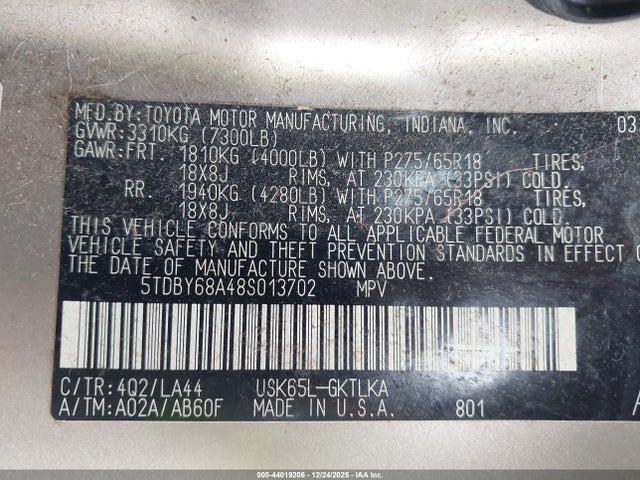 MFD.BY:TOYOTA MOTOR MANUFACTURING, INDIANA, INC. 03
GVWR:3310KG (7300LB)
GAWR:FRT. 1810KG (4000LB) WITH P275/65R18 TIRES,
18X8J RIMS, AT 230KPA (33PSI) COLD.
RR. 1940KG (4280LB) WITH P275/65R18 TIRES,
18X8J RIMS, AT 230KPA (33PSI) COLD.
THIS VEHICLE CONFORMS TO ALL APPLICABLE FEDERAL MOTOR
VEHICLE SAFETY AND THEFT PREVENTION STANDARDS IN EFFECT ON
THE DATE OF MANUFACTURE SHOWN ABOVE.
5TDBY68A48S013702 MPV
C/TR:4Q2/LA44 USK65L-GKTLKA
A/TM:A02A/AB60F MADE IN U.S.A. 801 A
000-44019206 - 12/24/2025 - IAAI.COM